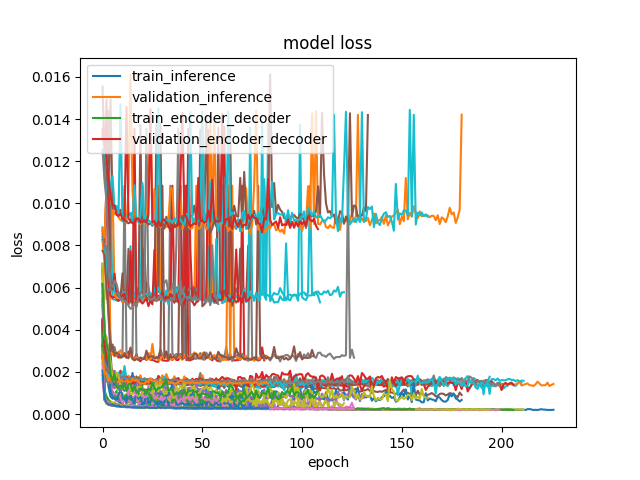 model loss
train_inference
validation_inference
train_encoder_decoder
validation_encoder_decoder
0.016
0.014
0.012
0.010
0.008
0.006
0.004
0.002
0.000
loss
0 50 100 150 200
epoch